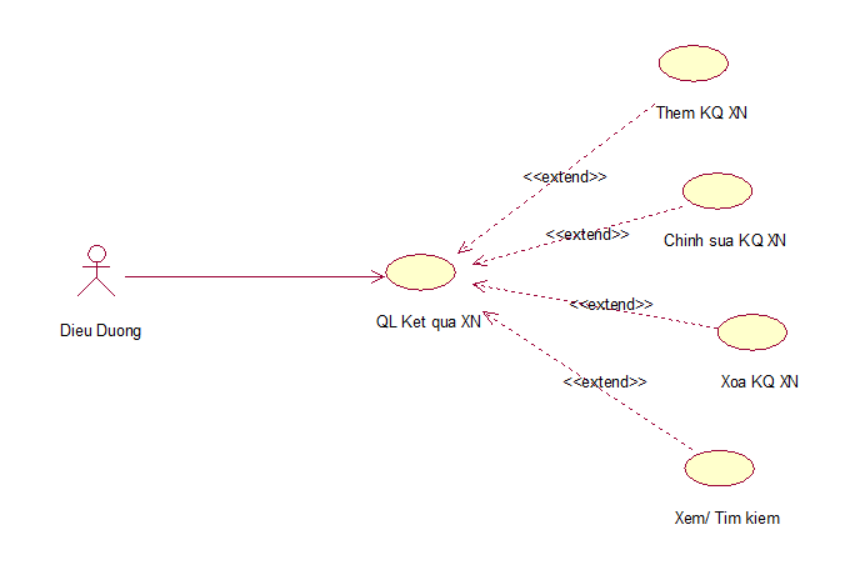 Them KQ XN
<<extend>>
Chinh sua KQ XN
<<extend>>
Dieu Duong
QL Ket qua XN
<<extend>>
Xoa KQ XN
<<extend>>
Xem/ Tim kiem